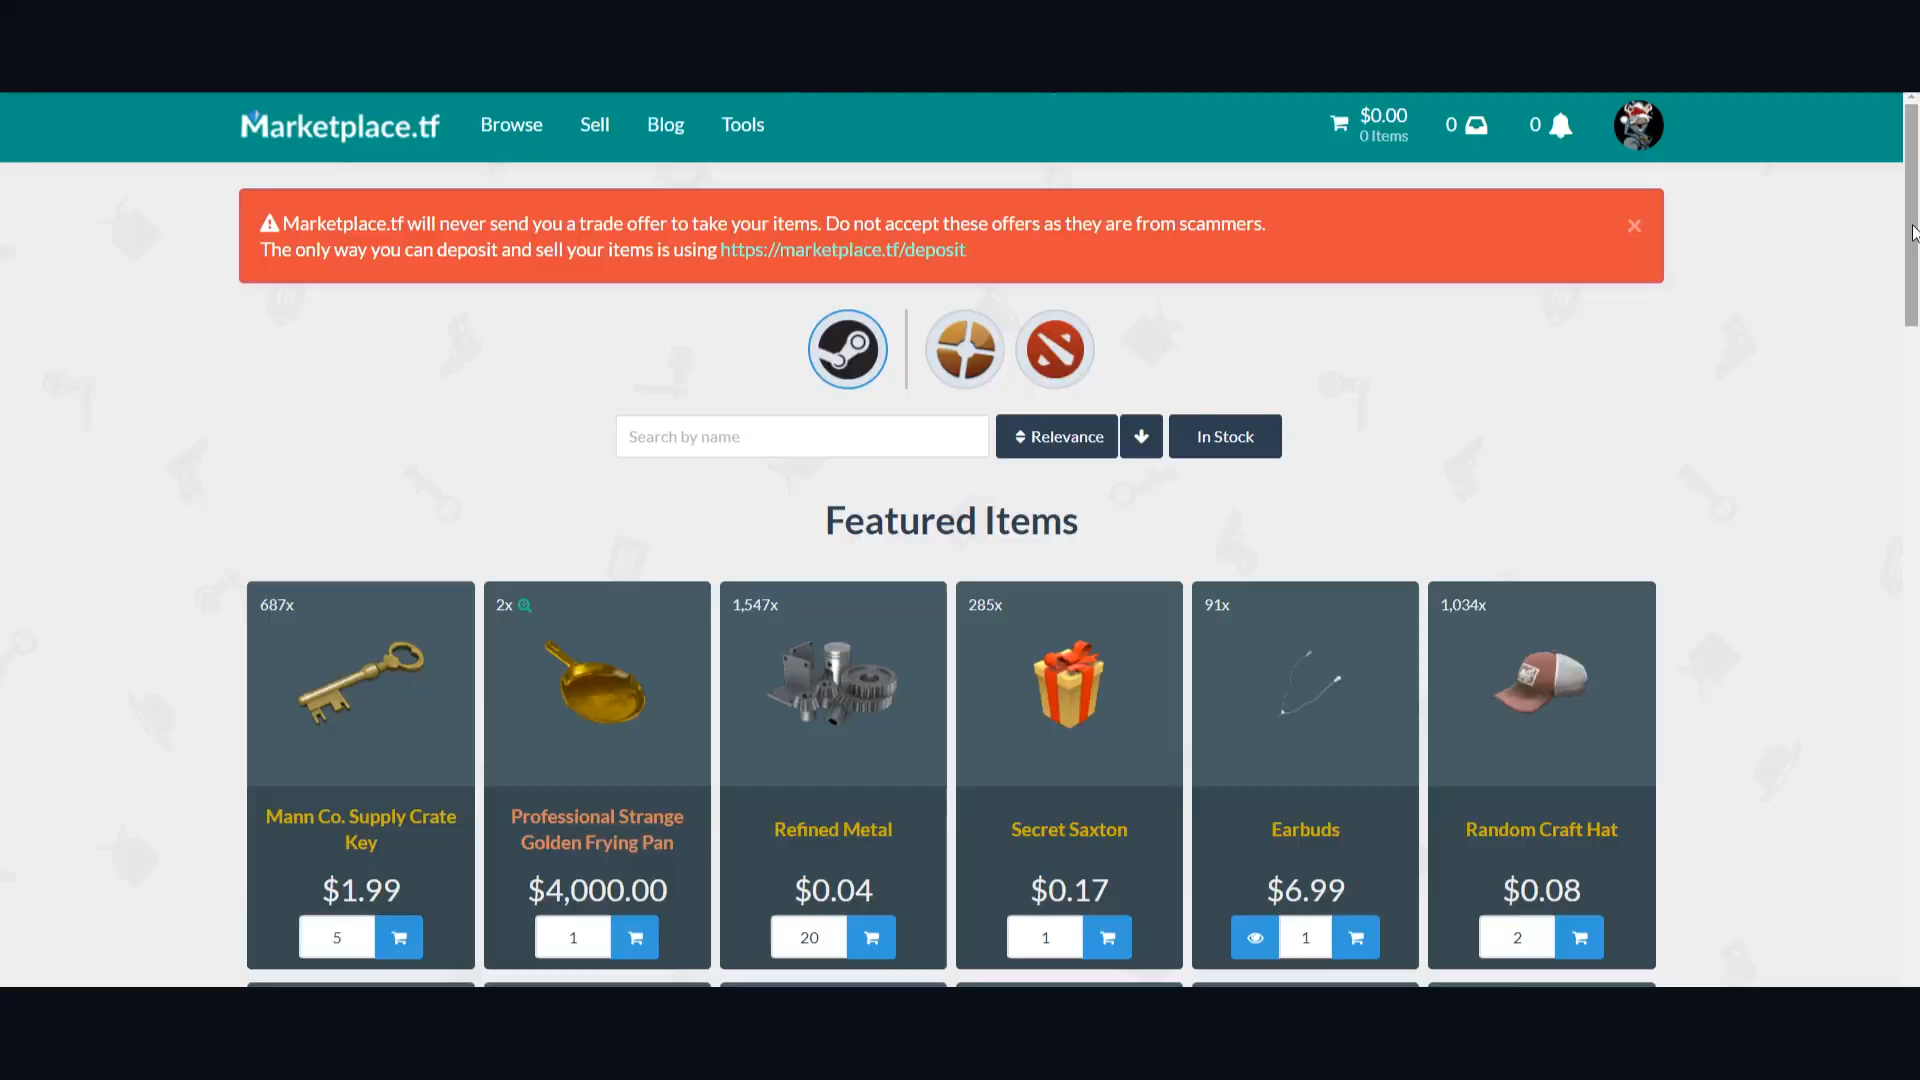 Marketplace.tf
Browse
Sell
Blog
Tools
$0.00
0 Items
0
0
Marketplace.tf will never send you a trade offer to take your items. Do not accept these offers as they are from scammers.
The only way you can deposit and sell your items is using https://marketplace.tf/deposit
×
Search by name
Relevance
In Stock
Featured Items
687x
2x
1,547x
285x
91x
1,034x
Mann Co. Supply Crate
Key
Professional Strange
Golden Frying Pan
Refined Metal
Secret Saxton
Earbuds
Random Craft Hat
$1.99
$4,000.00
$0.04
$0.17
$6.99
$0.08
5
1
20
1
1
2